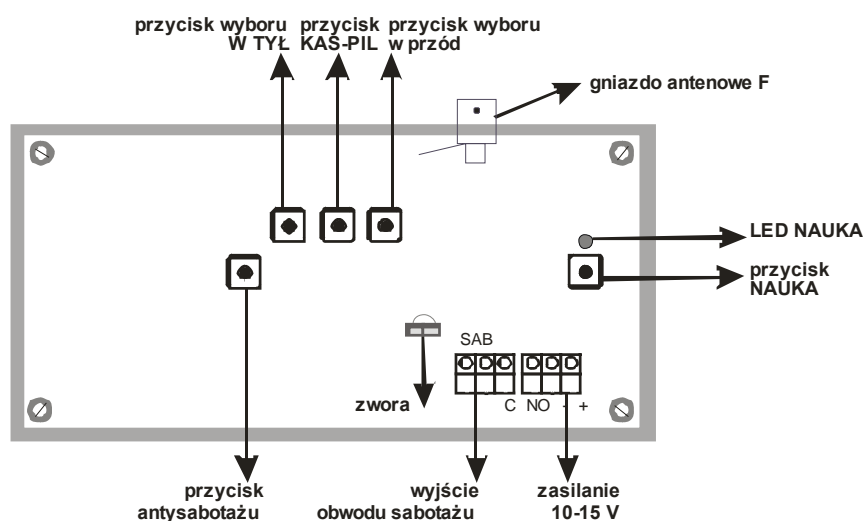 przycisk wyboru
W TYŁ
przycisk
KAS-PIL
przycisk wyboru
w przód
gniazdo antenowe F
LED NAUKA
przycisk
NAUKA
SAB
C NO - +
zwora
przycisk
antysabotażu
wyjście
obwodu sabotażu
zasilanie
10-15 V